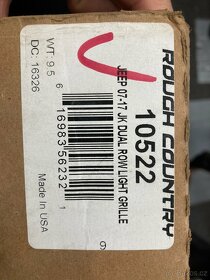 ROUGH COUNTRY
10522
JEEP 07-17 JK DUAL ROW LIGHT GRILLE
6 16983 56232 1
WT: 9.5
DC: 16326
Made In USA